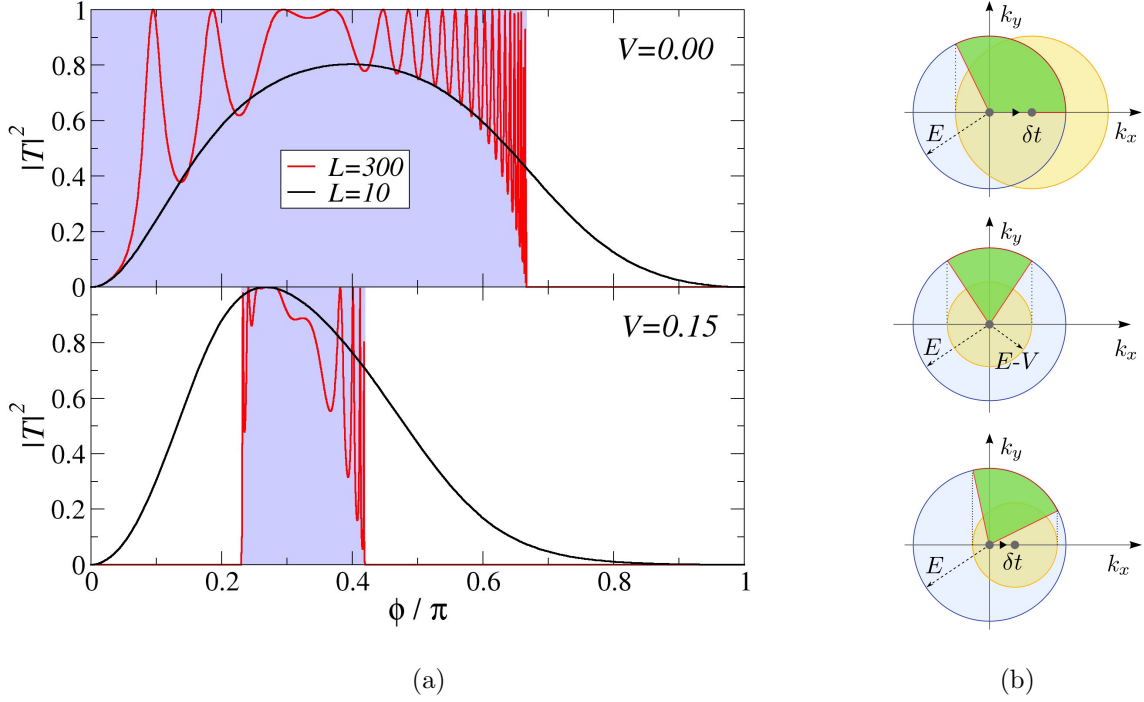 1
0.8
0.6
0.4
0.2
0
|T|²
V=0.00
L=300
L=10
0.8
0.6
0.4
0.2
0
|T|²
V=0.15
0 0.2 0.4 0.6 0.8 1
ϕ / π
(a)
k_y
E
δt
k_x
k_y
E
E-V
k_x
k_y
E
δt
k_x
(b)